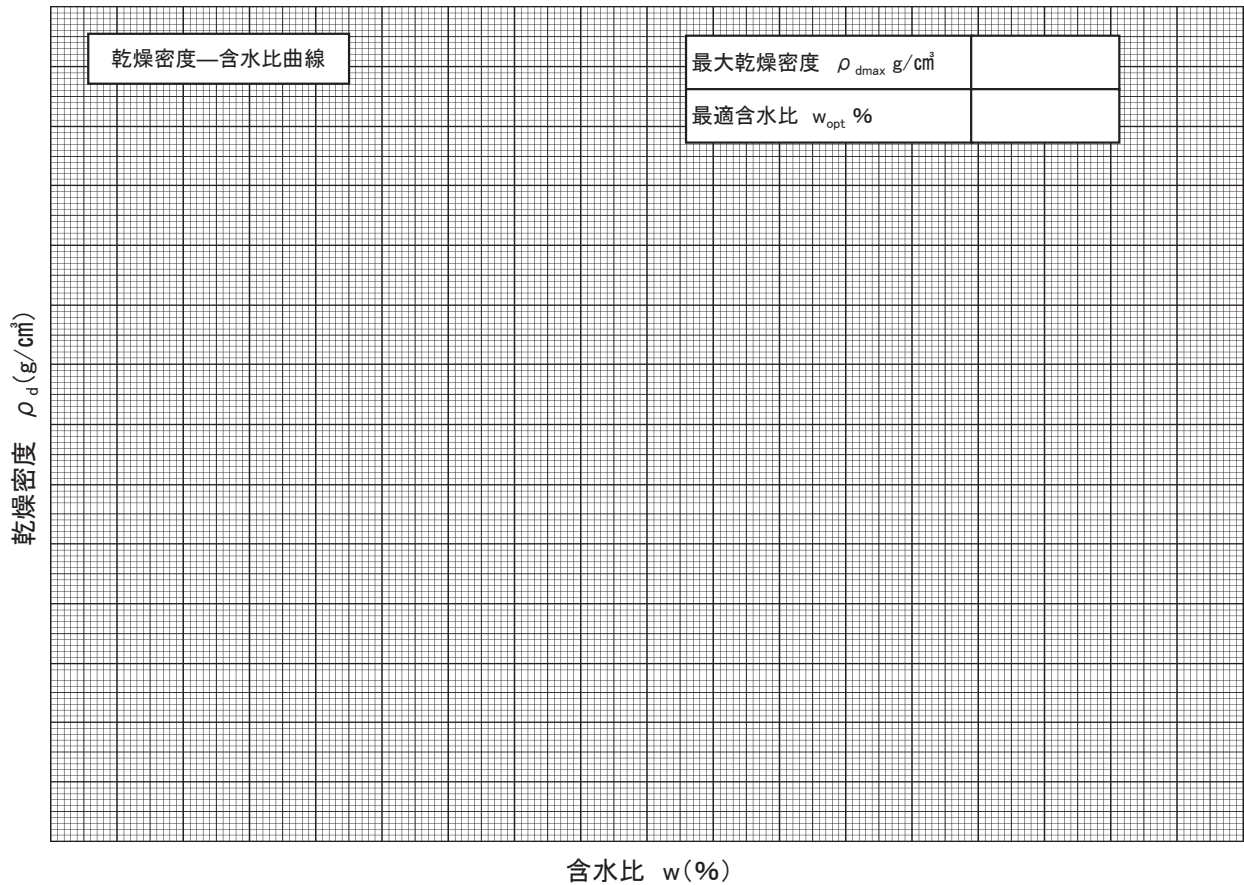 乾燥密度―含水比曲線
最大乾燥密度 ρdmax g/c㎥
最適含水比 wopt %
乾燥密度 ρd(g/c㎥)
含水比 w(%)